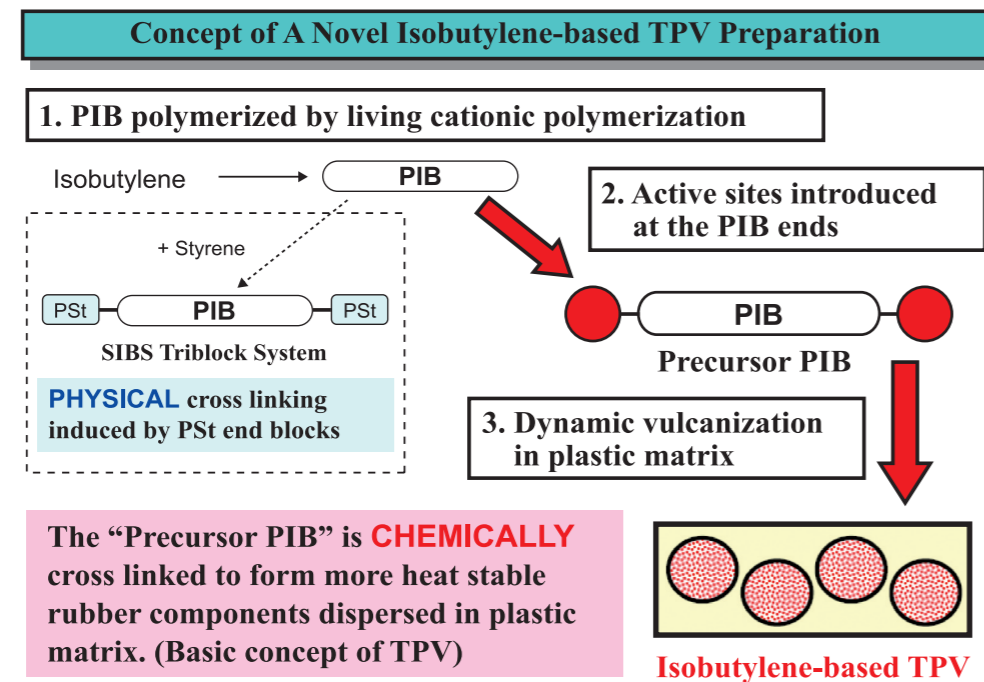 Concept of A Novel Isobutylene-based TPV Preparation
1. PIB polymerized by living cationic polymerization
Isobutylene
PIB
2. Active sites introduced
at the PIB ends
+ Styrene
PSt
PIB
PSt
SIBS Triblock System
PHYSICAL cross linking
induced by PSt end blocks
PIB
Precursor PIB
3. Dynamic vulcanization
in plastic matrix
The “Precursor PIB” is CHEMICALLY
cross linked to form more heat stable
rubber components dispersed in plastic
matrix. (Basic concept of TPV)
Isobutylene-based TPV